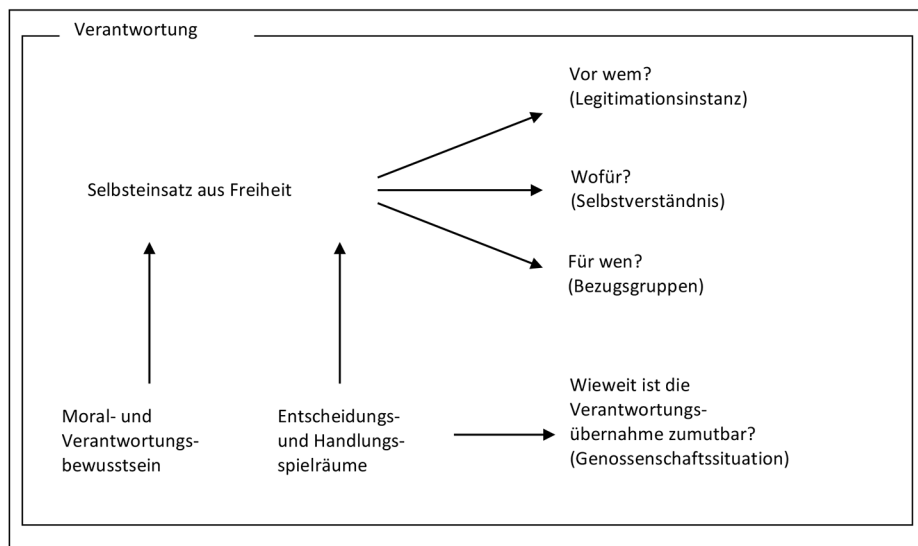 Verantwortung
Vor wem?
(Legitimationsinstanz)
Selbsteinsatz aus Freiheit
Wofür?
(Selbstverständnis)
Für wen?
(Bezugsgruppen)
Moral- und
Verantwortungs-
bewusstsein
Entscheidungs-
und Handlungs-
spielräume
Wieweit ist die
Verantwortungs-
übernahme zumutbar?
(Genossenschaftssituation)